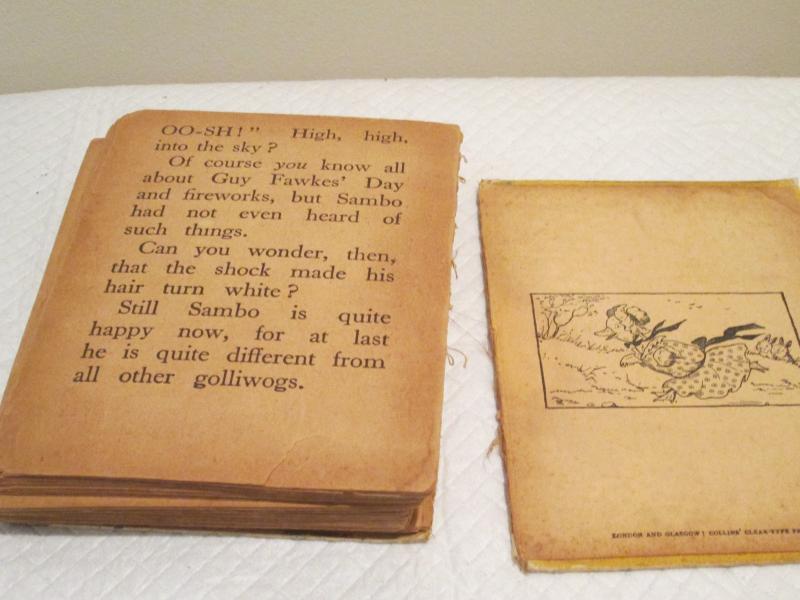 OO-SH!" High, high,
into the sky?
Of course you know all
about Guy Fawkes' Day
and fireworks, but Sambo
had not even heard of
such things.
Can you wonder, then,
that the shock made his
hair turn white?
Still Sambo is quite
happy now, for at last
he is quite different from
all other golliwogs.
LONDON AND GLASGOW: COLLINS' CLEAR-TYPE